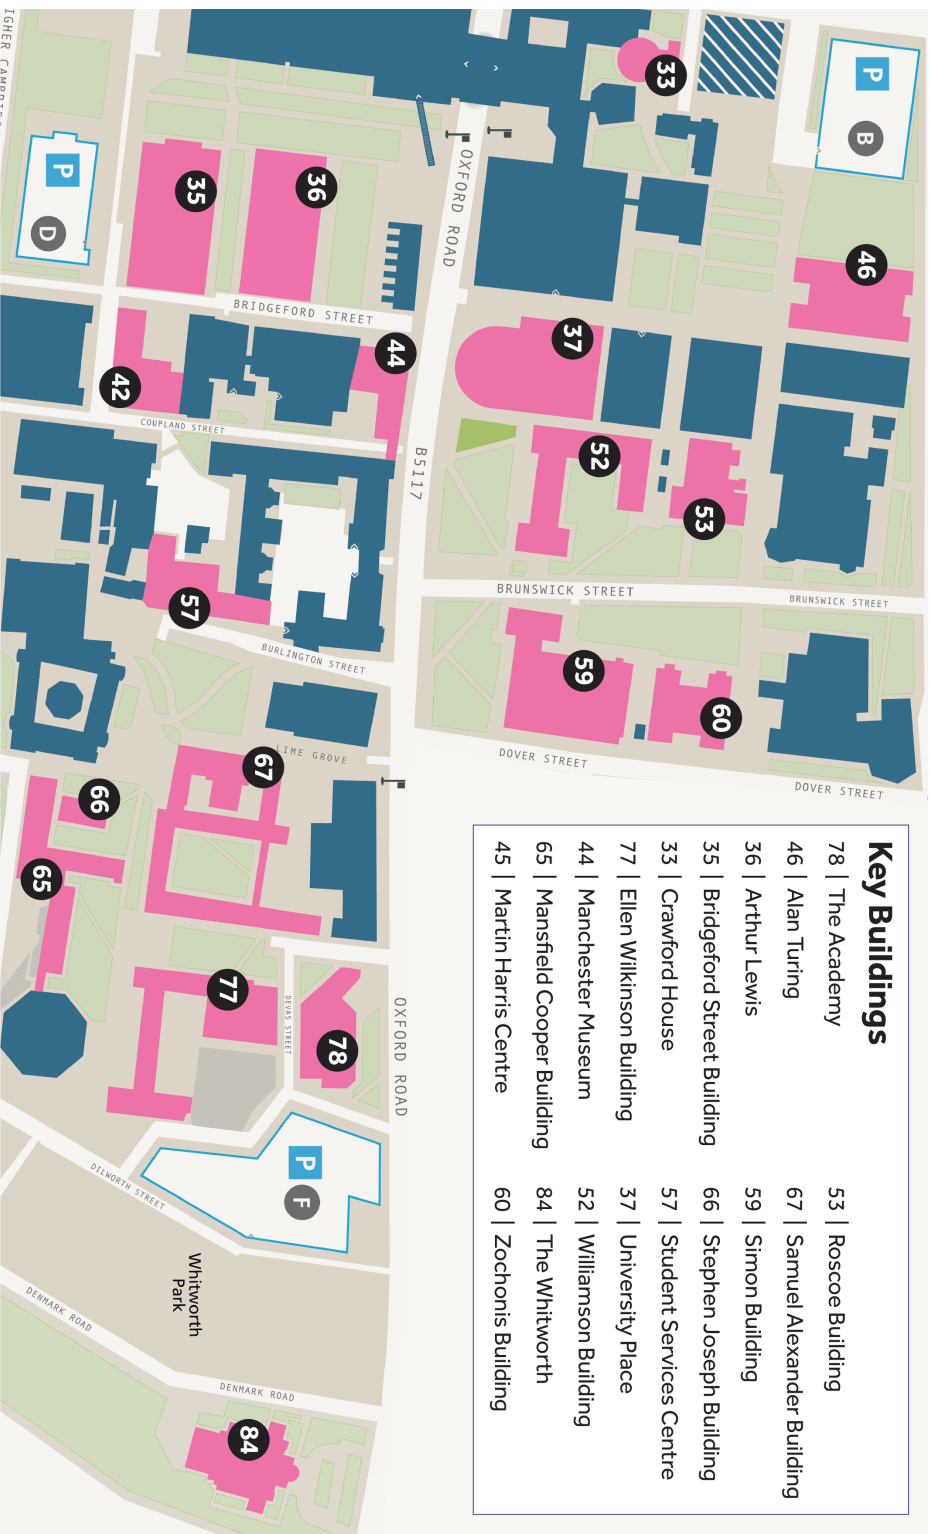 Key Buildings
78 | The Academy
46 | Alan Turing
36 | Arthur Lewis
35 | Bridgeford Street Building
33 | Crawford House
77 | Ellen Wilkinson Building
44 | Manchester Museum
65 | Mansfield Cooper Building
45 | Martin Harris Centre
53 | Roscoe Building
67 | Samuel Alexander Building
59 | Simon Building
66 | Stephen Joseph Building
57 | Student Services Centre
37 | University Place
52 | Williamson Building
84 | The Whitworth
60 | Zochonis Building
P
B
33
46
OXFORD ROAD
36
35
P
D
BRIDGEFORD STREET
37
44
42
COUPLAND STREET
B5117
52
53
BRUNSWICK STREET
BRUNSWICK STREET
57
BURLINGTON STREET
59
60
DOVER STREET
DOVER STREET
LIME GROVE
67
66
65
77
DEVAS STREET
78
OXFORD ROAD
P
F
DILWORTH STREET
Whitworth
Park
DENMARK ROAD
DENMARK ROAD
84